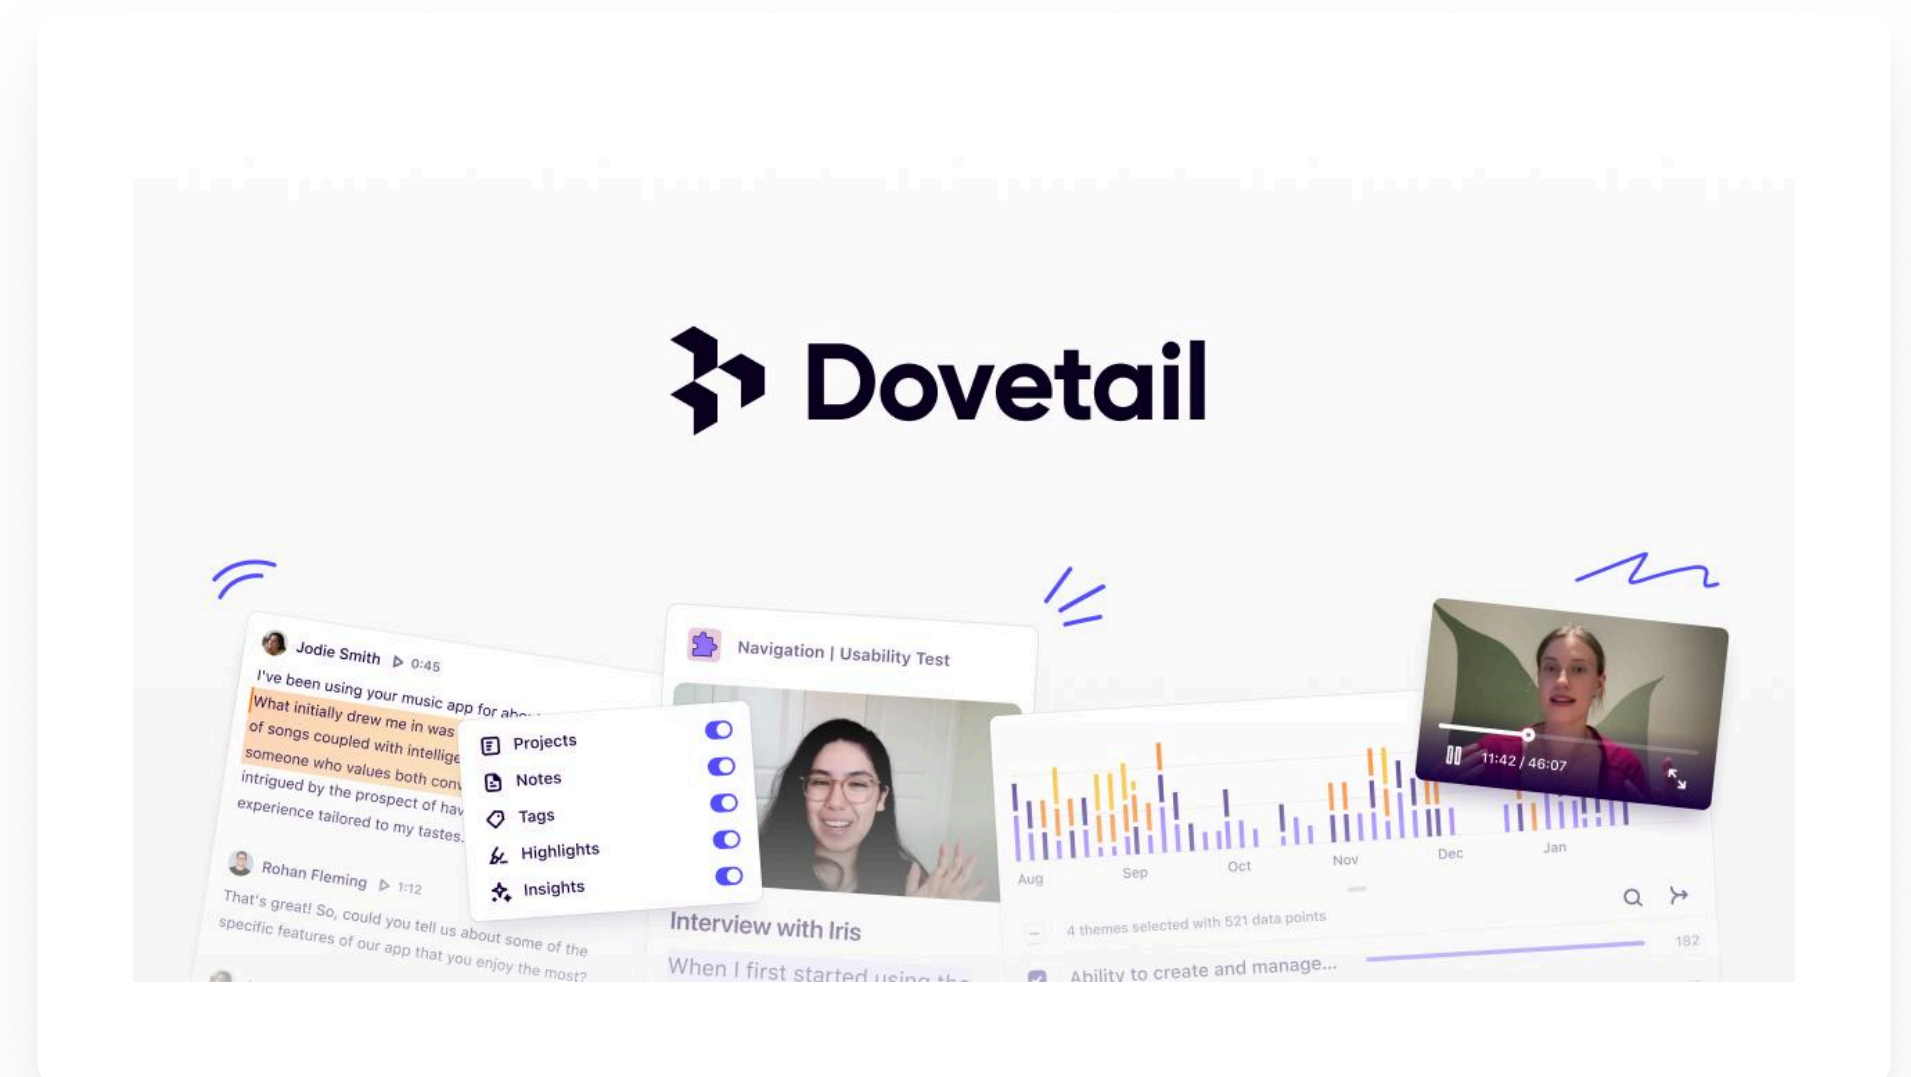 Dovetail
Jodie Smith 0:45
I've been using your music app for
What initially drew me in was
of songs coupled with
someone who values both
intrigued by the prospect of
experience tailored to my tastes.
Rohan Fleming 1:12
That's great! So, could you tell us about some of the
specific features of our app that you enjoy the most?
Projects
Notes
Tags
Highlights
Insights
Navigation | Usability Test
Interview with Iris
When I first started using the
Aug Sep Oct Nov Dec Jan
4 themes selected with 521 data points
Ability to create and manage...
182
11:42 / 46:07